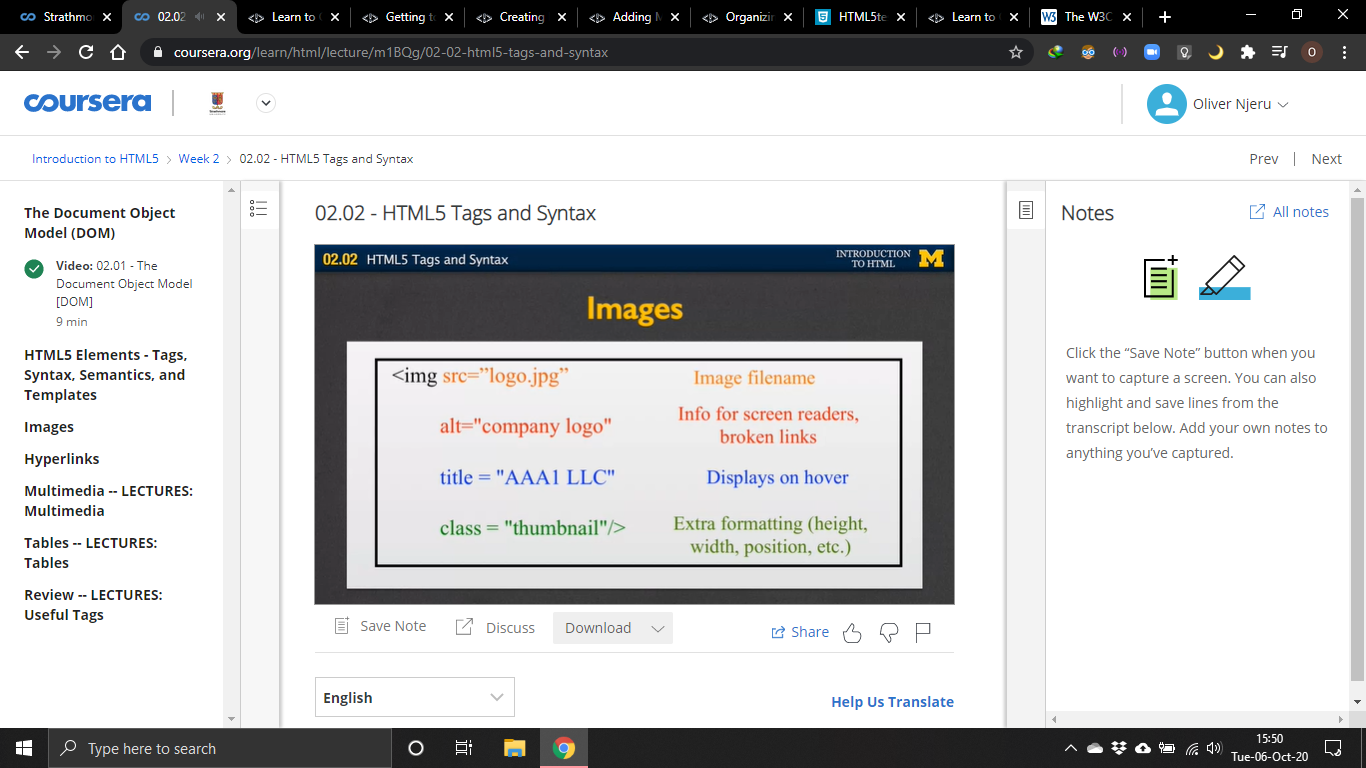 Strathmo
02.02
Learn to
Getting t
Creating
Adding
Organizi
HTML5te
Learn to
The W3C
coursera.org/learn/html/lecture/m1BQg/02-02-html5-tags-and-syntax
O
coursera
Oliver Njeru
Introduction to HTML5 > Week 2 > 02.02 - HTML5 Tags and Syntax
Prev | Next
The Document Object
Model (DOM)
Video: 02.01 - The
Document Object Model
[DOM]
9 min
HTML5 Elements - Tags,
Syntax, Semantics, and
Templates
Images
Hyperlinks
Multimedia -- LECTURES:
Multimedia
Tables -- LECTURES:
Tables
Review -- LECTURES:
Useful Tags
02.02 - HTML5 Tags and Syntax
02.02 HTML5 Tags and Syntax
INTRODUCTION
TO HTML
M
Images
<img src=”logo.jpg”
Image filename
alt="company logo"
Info for screen readers,
broken links
title = "AAA1 LLC"
Displays on hover
class = "thumbnail"/>
Extra formatting (height,
width, position, etc.)
Save Note
Discuss
Download
Share
English
Help Us Translate
Notes
All notes
Click the “Save Note” button when you
want to capture a screen. You can also
highlight and save lines from the
transcript below. Add your own notes to
anything you’ve captured.
Type here to search
15:50
Tue-06-Oct-20